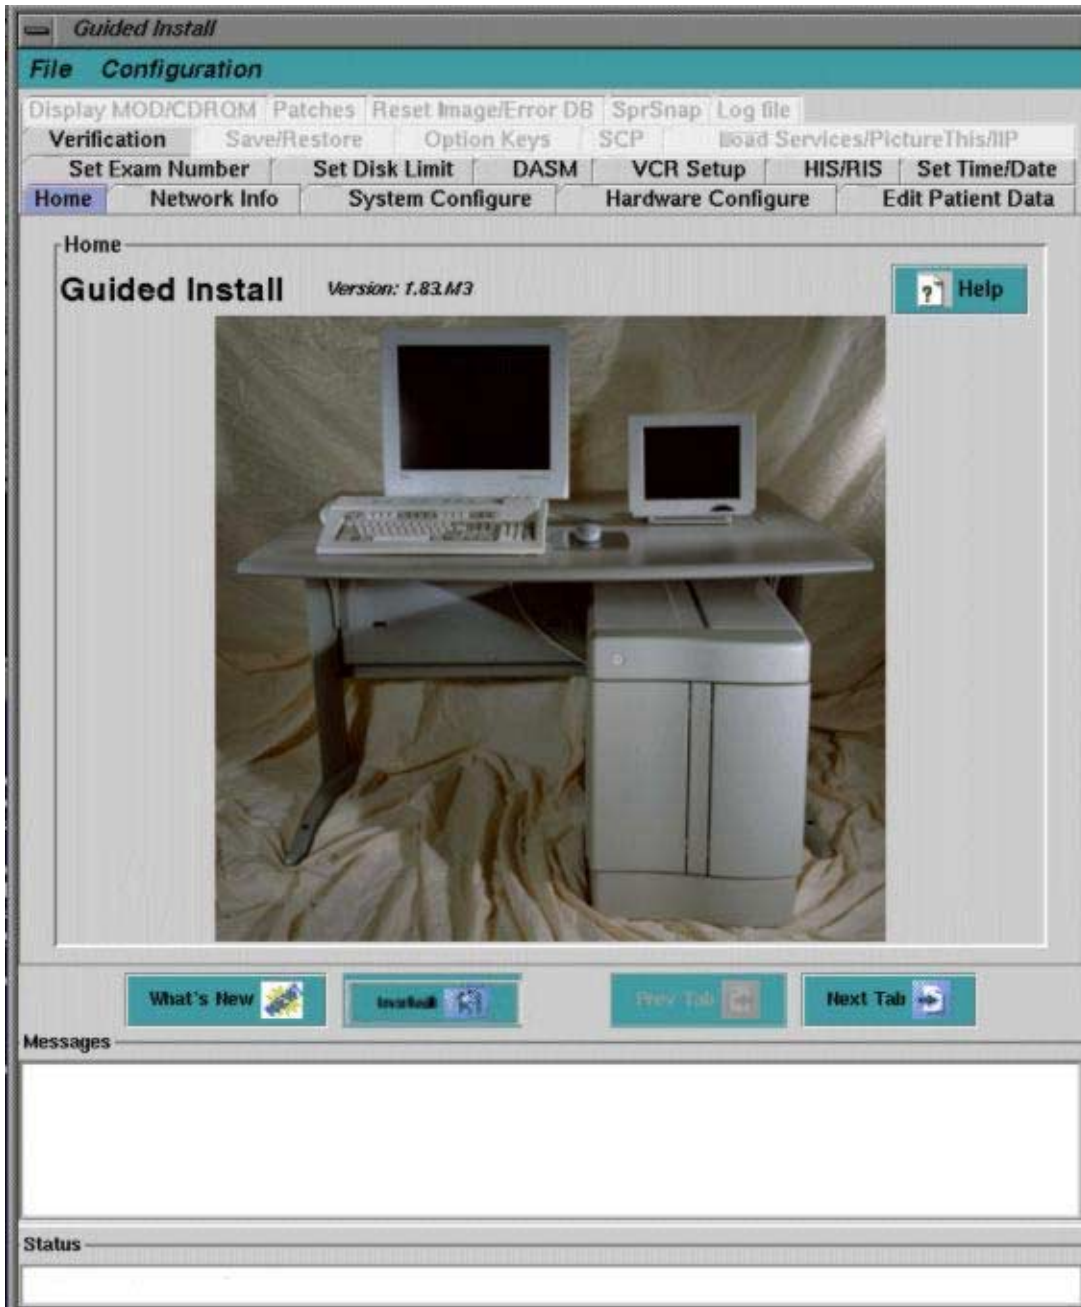 Guided Install
File Configuration
Display MOD/CDROM Patches Reset Image/Error DB SprSnap Log file
Verification Save/Restore Option Keys SCP Services/PictureThis/IIP
Set Exam Number Set Disk Limit DASM VCR Setup HIS/RIS Set Time/Date
Home Network Info System Configure Hardware Configure Edit Patient Data
Home
Guided Install Version: 1.83.M3 Help
What's New Prev Tab Next Tab
Messages
Status